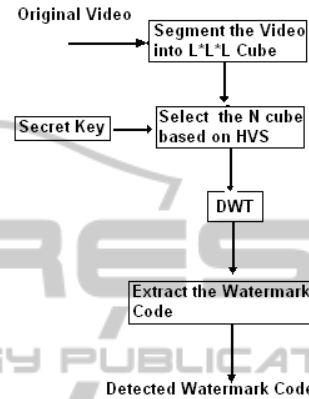 Original Video
Segment the Video
into L*L*L Cube
Secret Key
Select the N cube
based on HVS
DWT
Extract the Watermark
Code
Detected Watermark Code